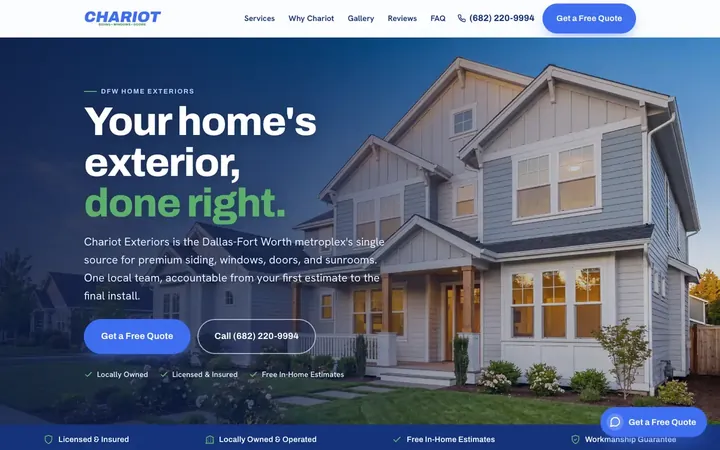 CHARIOT
SIDING • WINDOWS • DOORS
Services
Why Chariot
Gallery
Reviews
FAQ
(682) 220-9994
Get a Free Quote
DFW HOME EXTERIORS
Your home's
exterior,
done right.
Chariot Exteriors is the Dallas-Fort Worth metroplex's single
source for premium siding, windows, doors, and sunrooms.
One local team, accountable from your first estimate to the
final install.
Get a Free Quote
Call (682) 220-9994
Locally Owned
Licensed & Insured
Free In-Home Estimates
Get a Free Quote
Licensed & Insured
Locally Owned & Operated
Free In-Home Estimates
Workmanship Guarantee